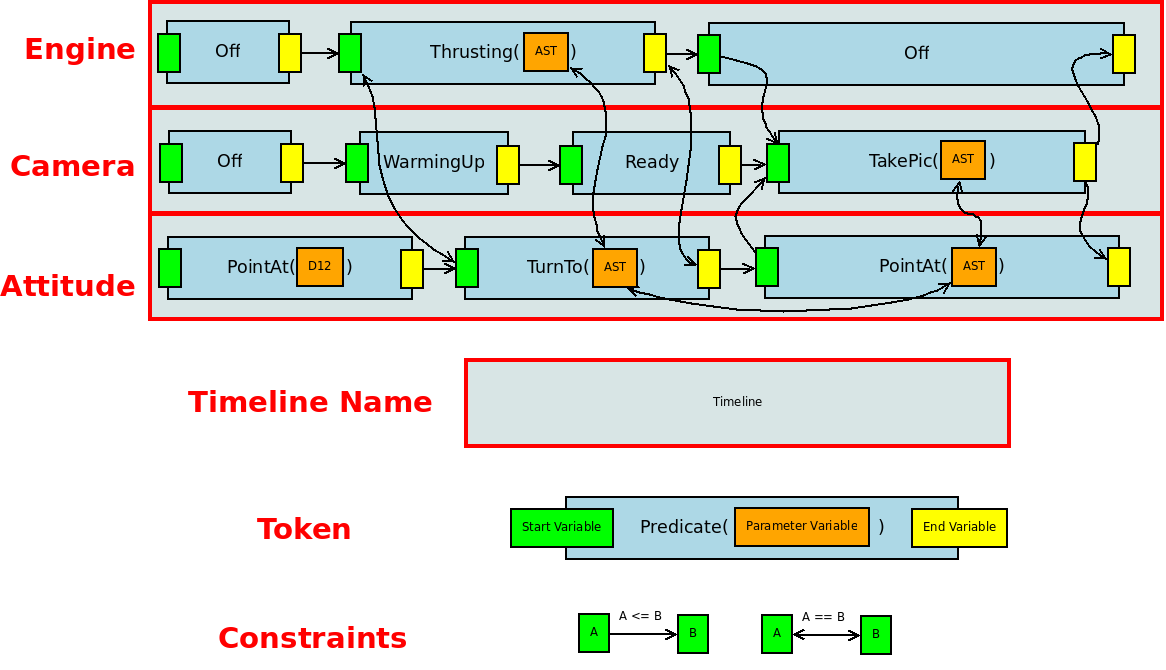 Engine
Off
Thrusting( AST )
Off
Camera
Off
WarmingUp
Ready
TakePic( AST )
Attitude
PointAt( D12 )
TurnTo( AST )
PointAt( AST )
Timeline Name
Timeline
Token
Start Variable
Predicate( Parameter Variable )
End Variable
Constraints
A
A <= B
B
A
A == B
B